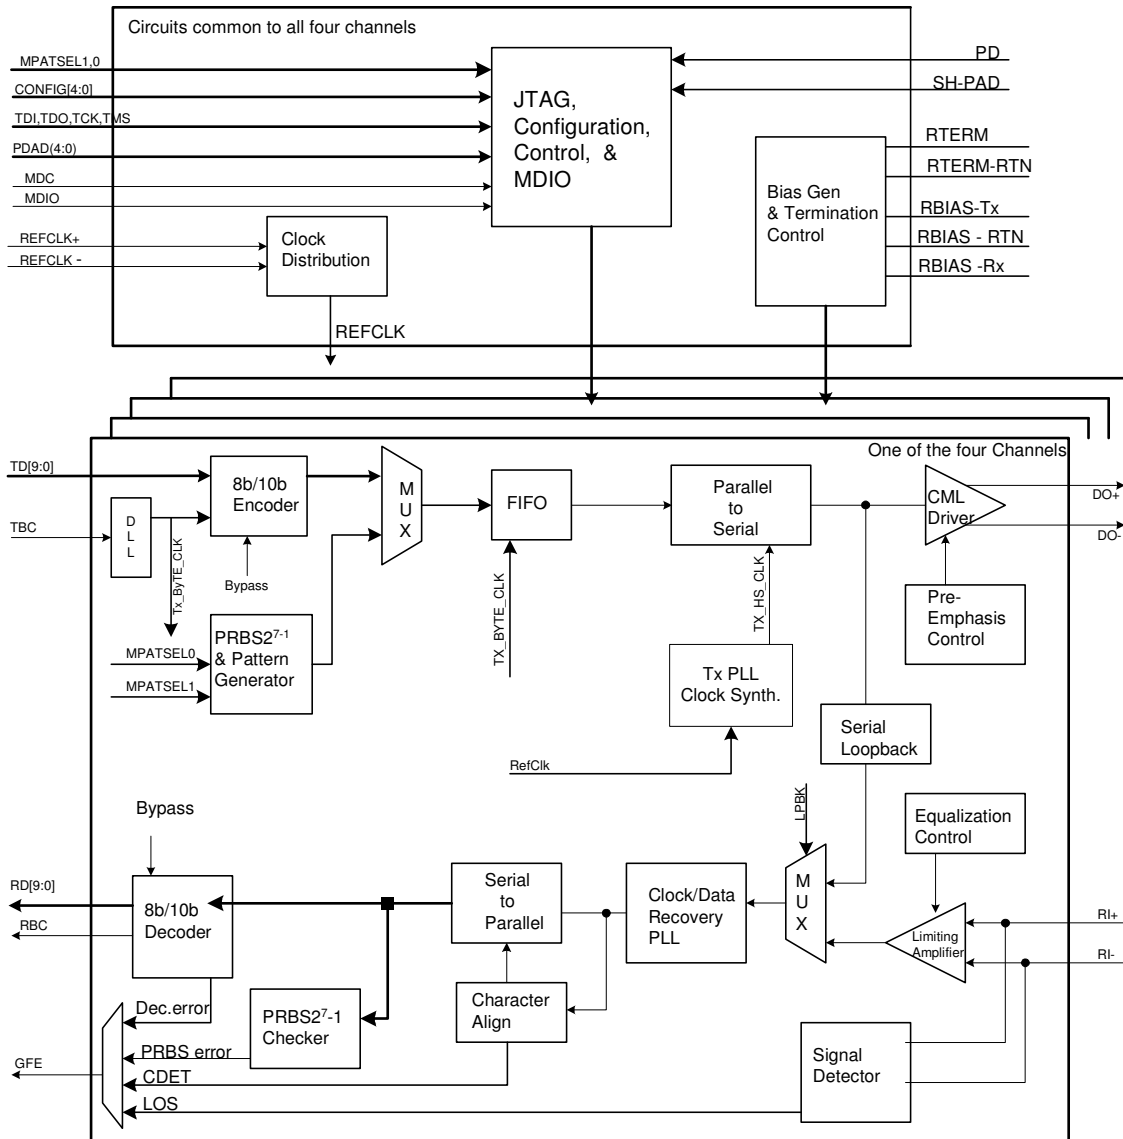 Circuits common to all four channels
MPATSEL1,0
CONFIG[4:0]
TDI,TDO,TCK,TMS
PDAD(4:0)
MDC
MDIO
REFCLK+
REFCLK -
JTAG,
Configuration,
Control, &
MDIO
PD
SH-PAD
Clock
Distribution
REFCLK
Bias Gen
& Termination
Control
RTERM
RTERM-RTN
RBIAS-Tx
RBIAS - RTN
RBIAS -Rx
One of the four Channels
TD[9:0]
TBC
DLL
Tx_ByTE_CLK
8b/10b
Encoder
Bypass
MPATSEL0
MPATSEL1
PRBS2⁷⁻¹
& Pattern
Generator
MUX
FIFO
TX_BYTE_CLK
Parallel
to
Serial
TX_HS_CLK
Tx PLL
Clock Synth.
RefClk
CML
Driver
DO+
DO-
Pre-
Emphasis
Control
Serial
Loopback
LPBK
Equalization
Control
Bypass
RD[9:0]
RBC
8b/10b
Decoder
Serial
to
Parallel
Clock/Data
Recovery
PLL
MUX
Limiting
Amplifier
RI+
RI-
Character
Align
PRBS2⁷-1
Checker
Signal
Detector
Dec.error
PRBS error
CDET
LOS
GFE